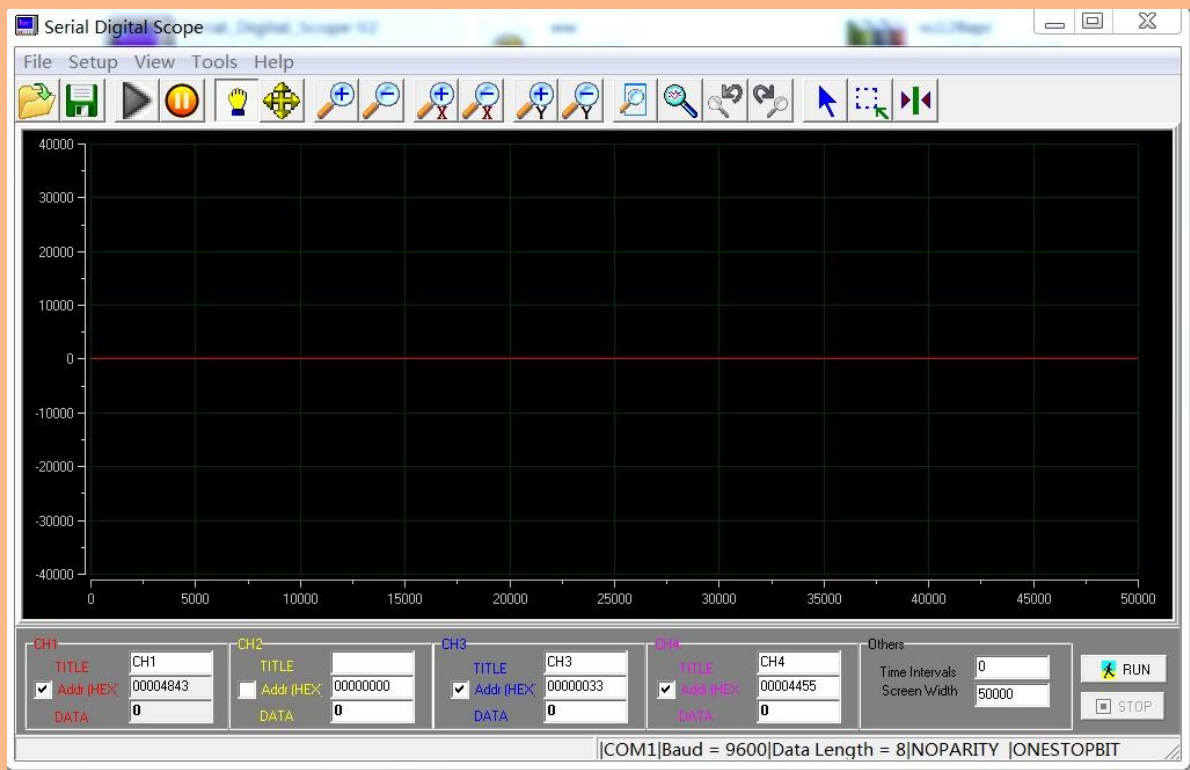 Serial Digital Scope
File Setup View Tools Help
X X Y Y
40000
30000
20000
10000
0
-10000
-20000
-30000
-40000
0 5000 10000 15000 20000 25000 30000 35000 40000 45000 50000
CH1 CH2 CH3 CH4 Others
TITLE CH1 TITLE TITLE CH3 TITLE CH4 Time Intervals 0
Addr (HEX) 00004843 Addr (HEX) 00000000 Addr (HEX) 00000033 Addr (HEX 00004455 Screen Width 50000
DATA 0 DATA 0 DATA 0 DATA 0
RUN
STOP
|COM1|Baud = 9600|Data Length = 8|NOPARITY |ONESTOPBIT